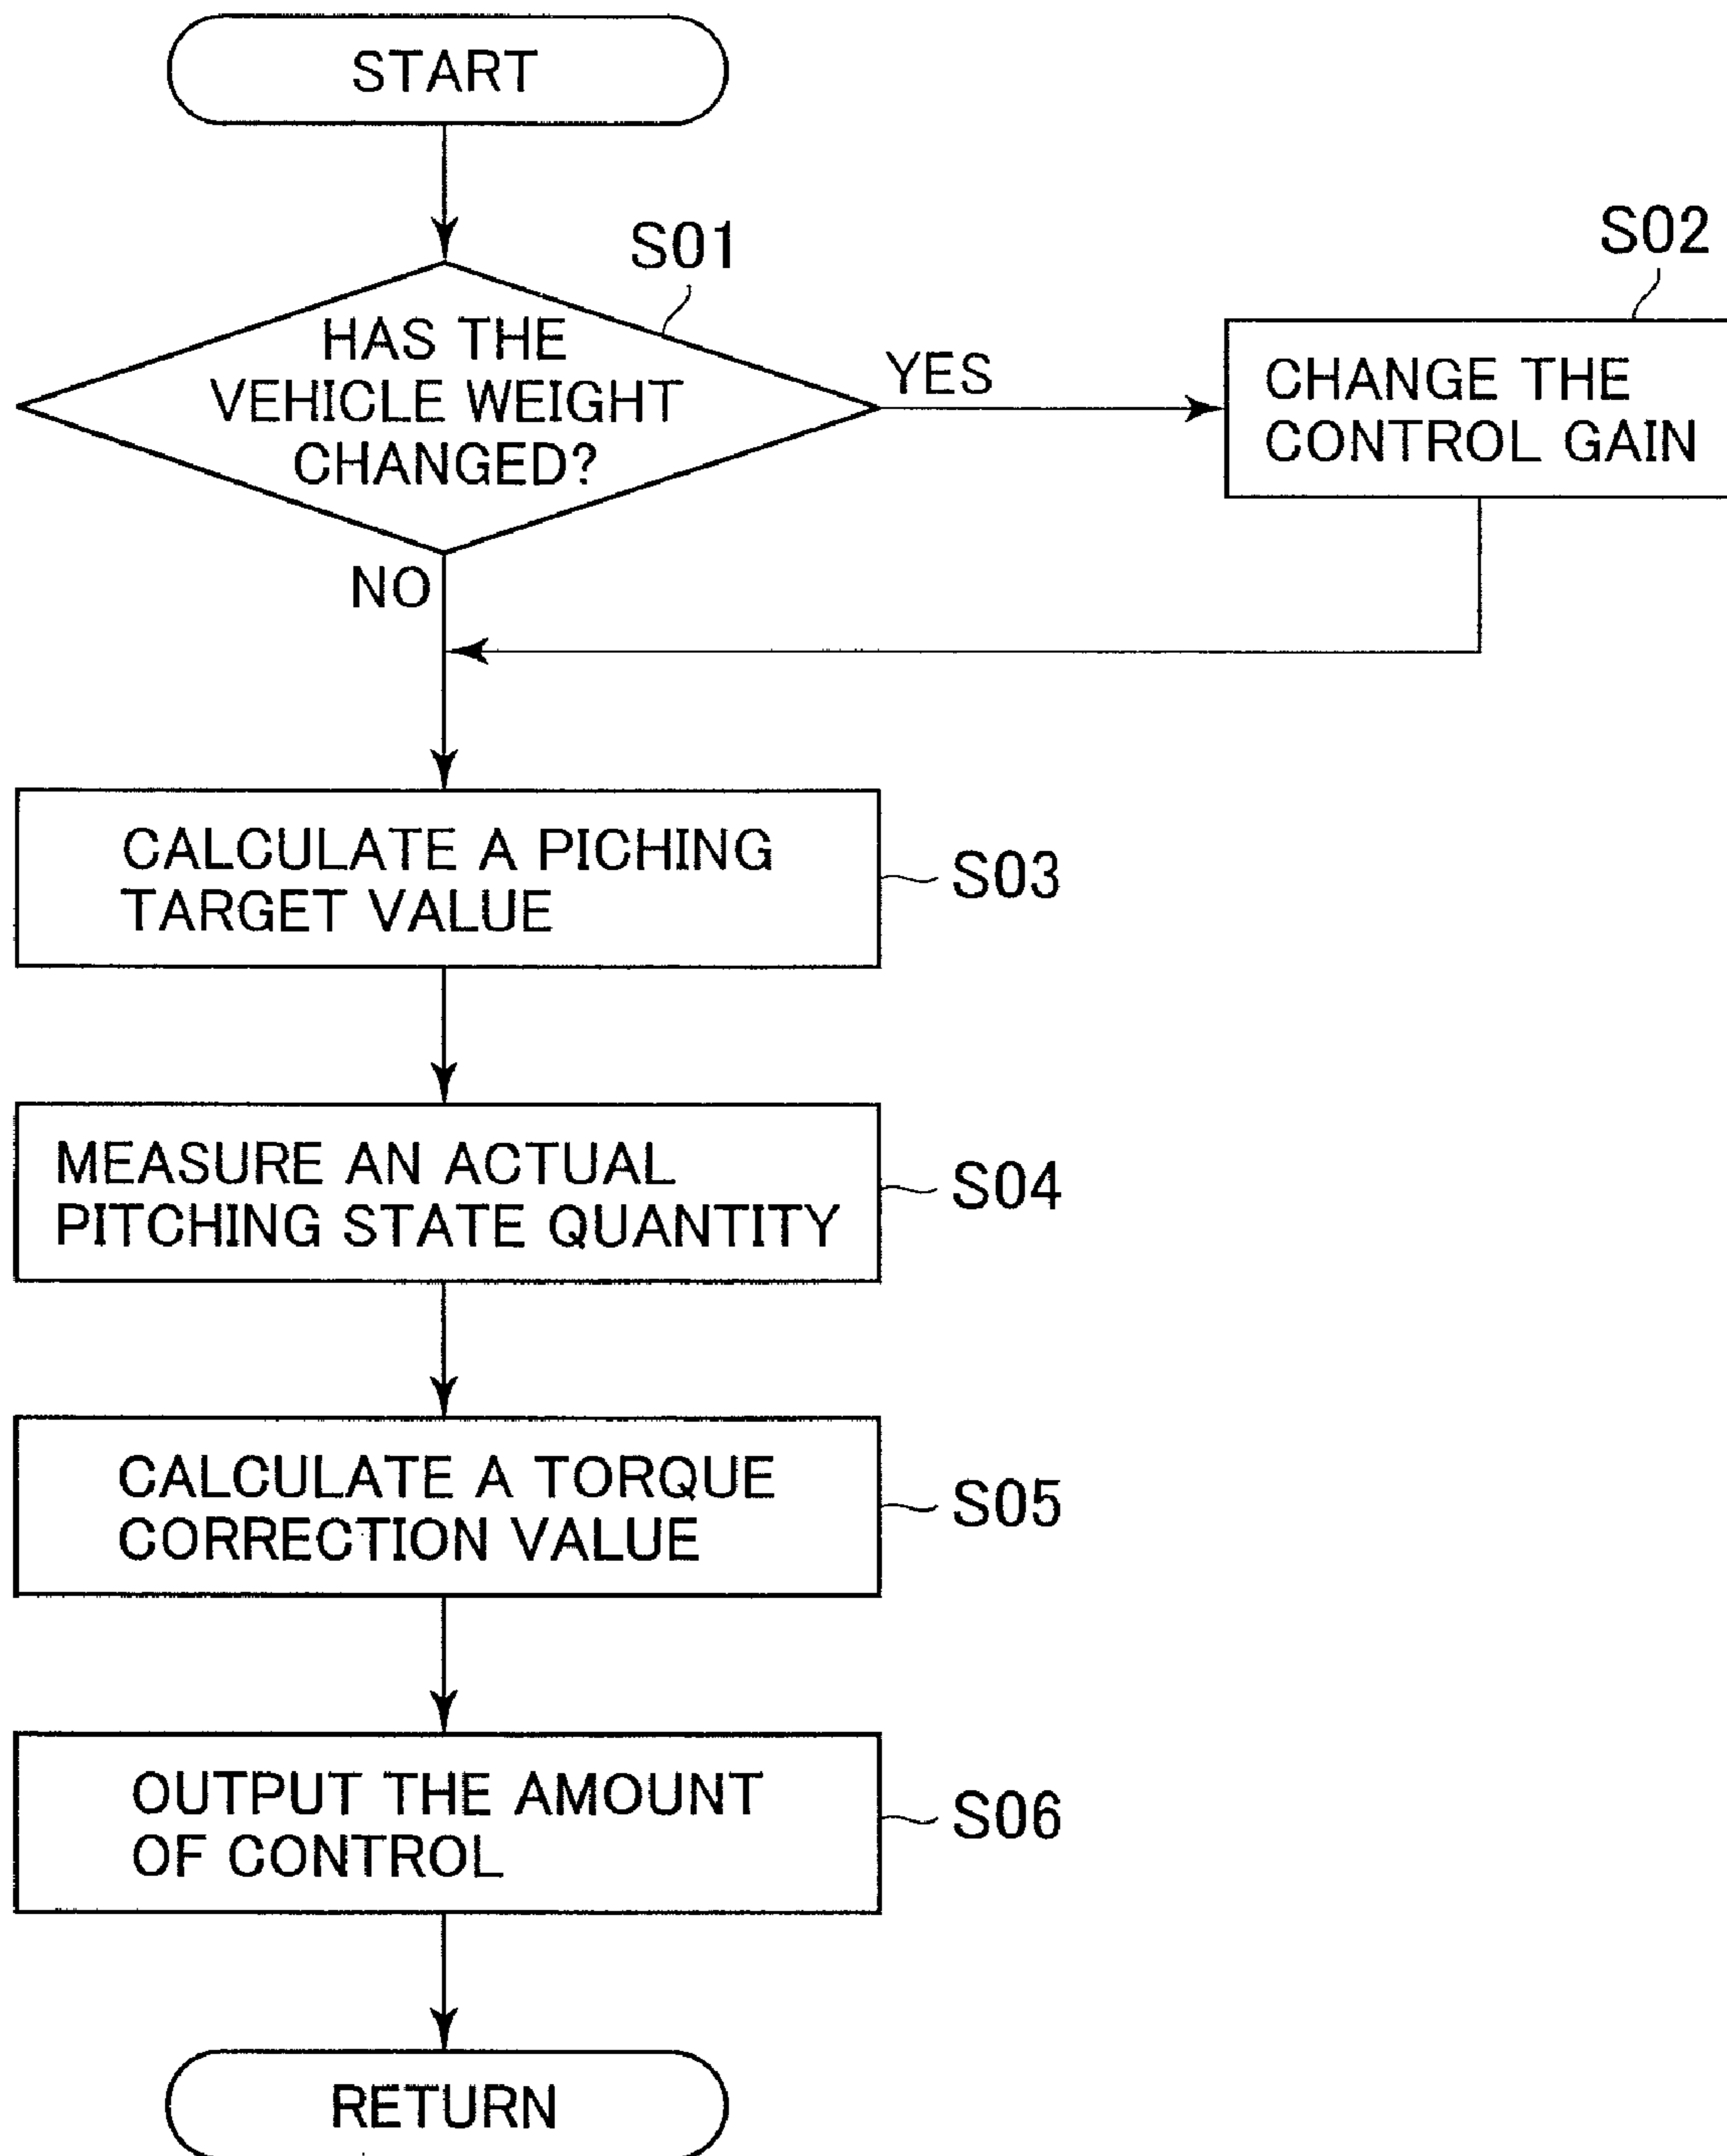 START
S01
HAS THE
VEHICLE WEIGHT
CHANGED?
YES
S02
CHANGE THE
CONTROL GAIN
NO
CALCULATE A PICHING
TARGET VALUE
S03
MEASURE AN ACTUAL
PITCHING STATE QUANTITY
S04
CALCULATE A TORQUE
CORRECTION VALUE
S05
OUTPUT THE AMOUNT
OF CONTROL
S06
RETURN